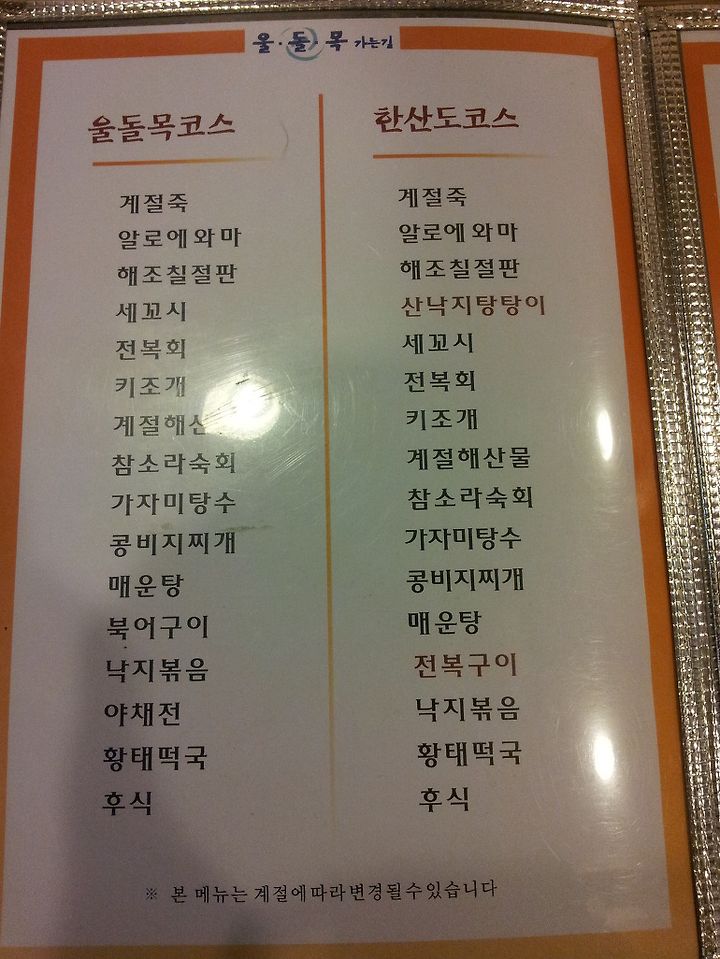 울·돌·목 가는길
울돌목코스
계절죽
알로에와마
해조칠절판
세꼬시
전복회
키조개
계절해산
참소라숙회
가자미탕수
콩비지찌개
매운탕
북어구이
낙지볶음
야채전
황태떡국
후식
한산도코스
계절죽
알로에와마
해조칠절판
산낙지탕탕이
세꼬시
전복회
키조개
계절해산물
참소라숙회
가자미탕수
콩비지찌개
매운탕
전복구이
낙지볶음
황태떡국
후식
※ 본 메뉴는 계절에따라변경될수있습니다